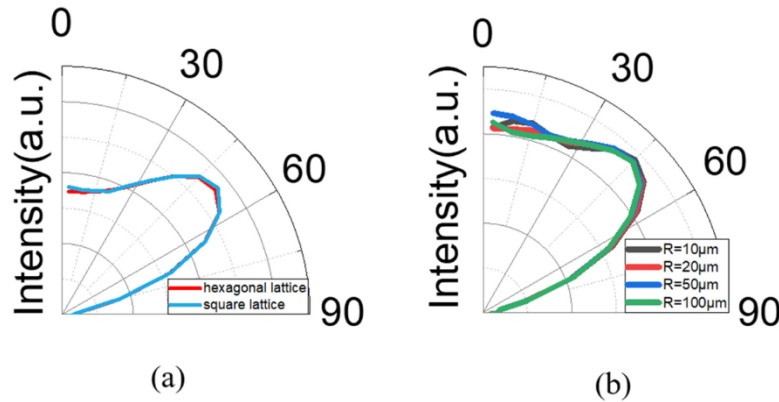 0
30
60
90
Intensity(a.u.)
hexagonal lattice
square lattice
(a)
0
30
60
90
Intensity(a.u.)
R=10μm
R=20μm
R=50μm
R=100μm
(b)